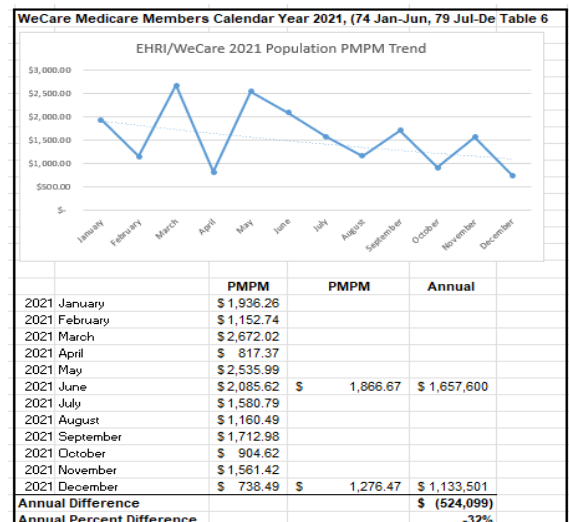 WeCare Medicare Members Calendar Year 2021, (74 Jan-Jun, 79 Jul-De Table 6
EHRI/WeCare 2021 Population PMPM Trend
$3,000.00
$2,500.00
$2,000.00
$1,500.00
$1,000.00
$500.00
$-
January February March April May June July August September October November December
PMPM PMPM Annual
2021 January $1,936.26
2021 February $1,152.74
2021 March $2,672.02
2021 April $ 817.37
2021 May $2,535.99
2021 June $2,085.62 $ 1,866.67 $1,657,600
2021 July $1,580.79
2021 August $1,160.49
2021 September $1,712.98
2021 October $ 904.62
2021 November $1,561.42
2021 December $ 738.49 $ 1,276.47 $1,133,501
Annual Difference $ (524,099)
Annual Percent Difference -32%